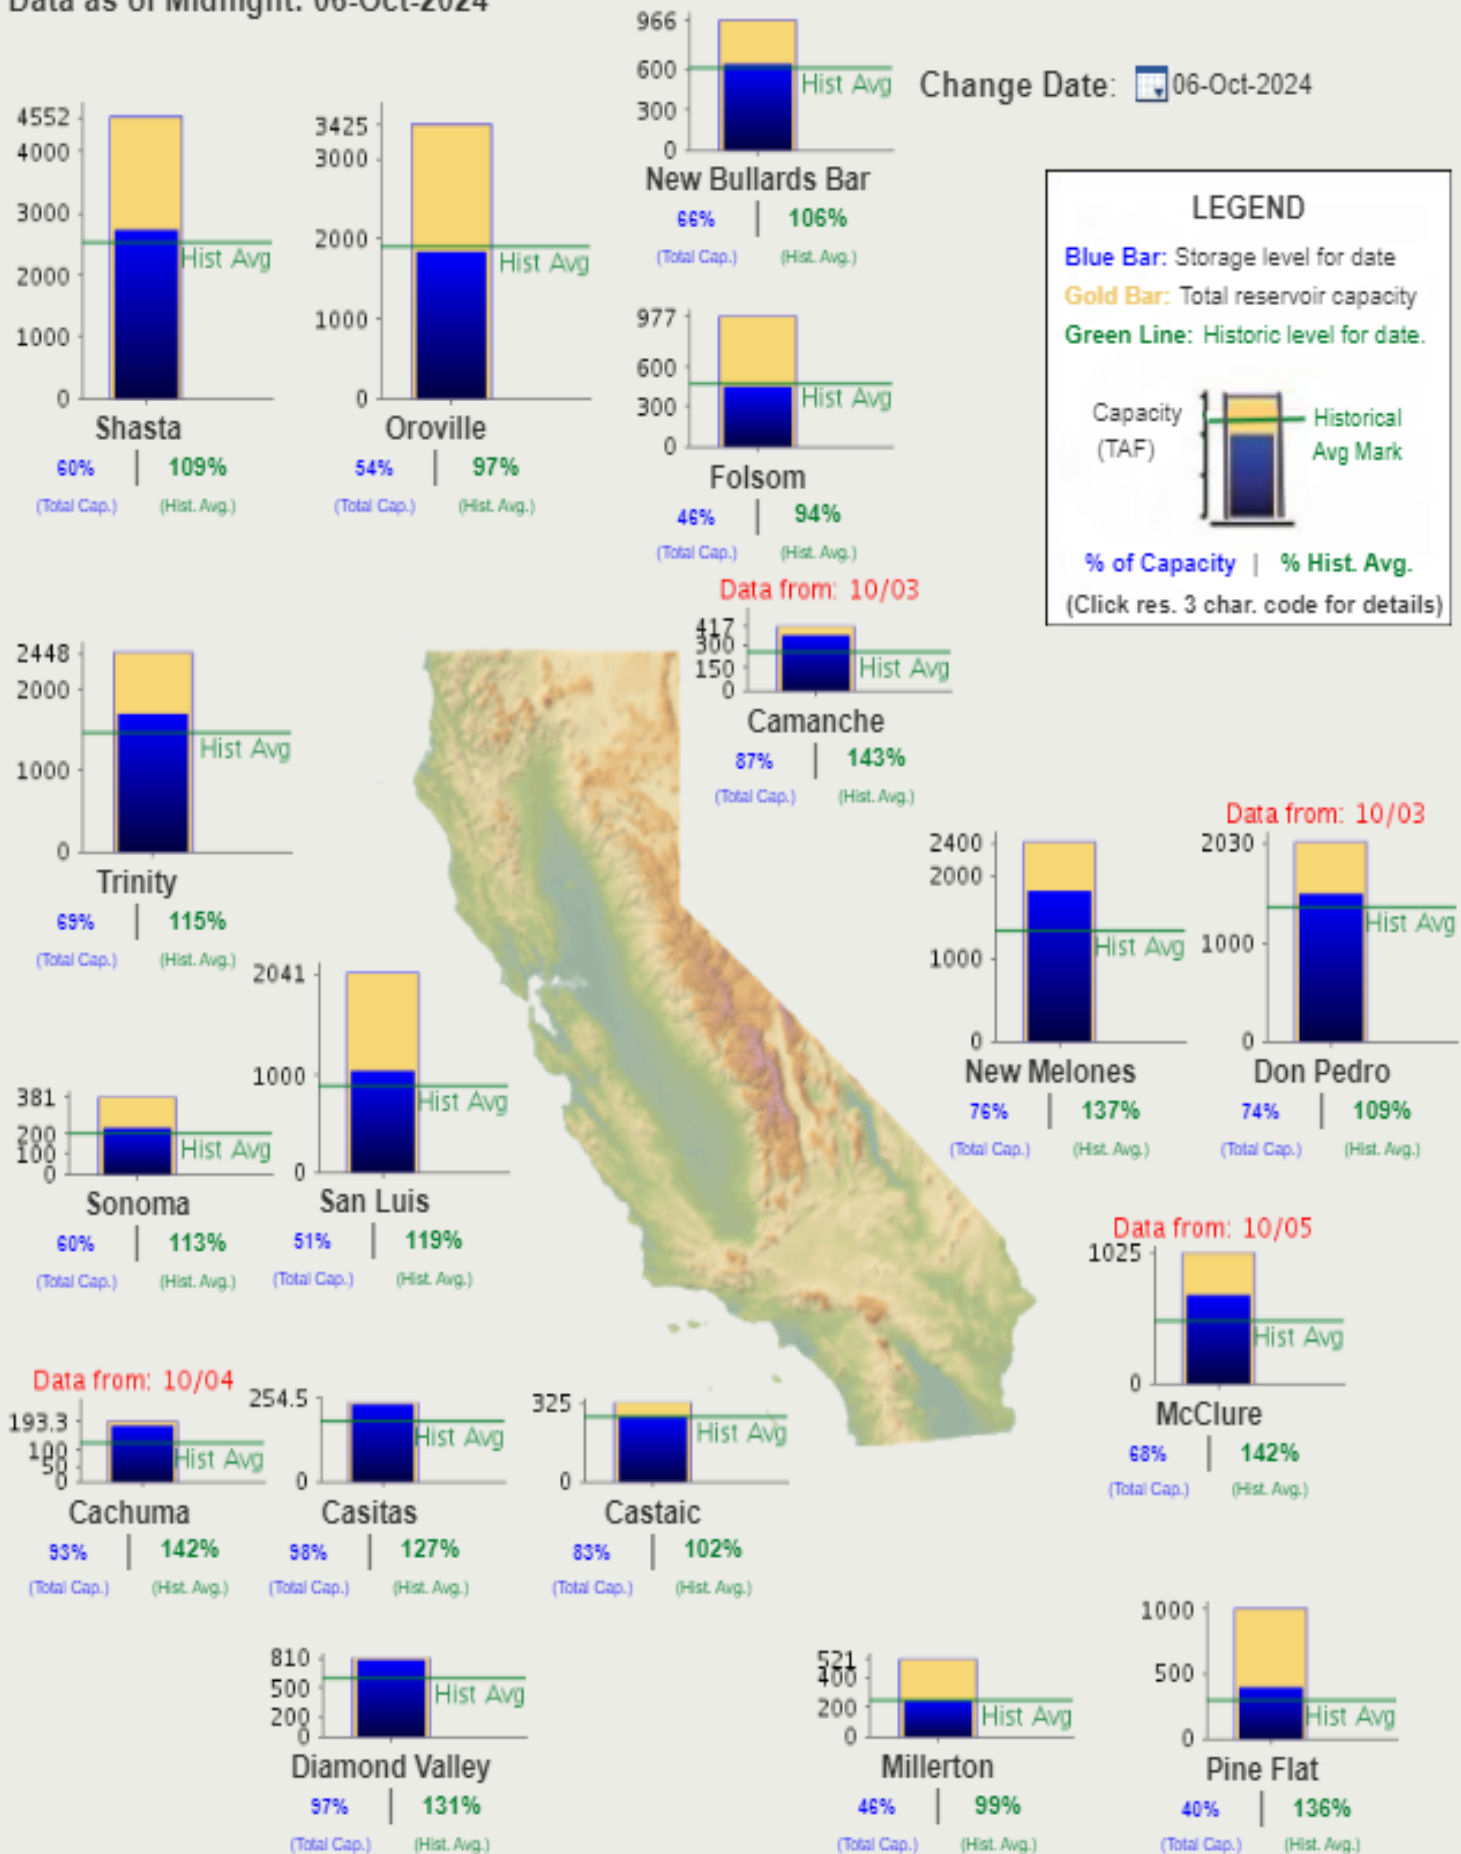 Data as of Midnight: 06-Oct-2024
Change Date: 06-Oct-2024
4552
4000
3000
2000
1000
0
Hist Avg
Shasta
60% | 109%
(Total Cap.) (Hist. Avg.)
3425
3000
2000
1000
0
Hist Avg
Oroville
54% | 97%
(Total Cap.) (Hist. Avg.)
966
600
300
0
Hist Avg
New Bullards Bar
66% | 106%
(Total Cap.) (Hist. Avg.)
977
600
300
0
Hist Avg
Folsom
46% | 94%
(Total Cap.) (Hist. Avg.)
LEGEND
Blue Bar: Storage level for date
Gold Bar: Total reservoir capacity
Green Line: Historic level for date.
Capacity
(TAF)
Historical
Avg Mark
% of Capacity | % Hist. Avg.
(Click res. 3 char. code for details)
Data from: 10/03
417
300
150
0
Hist Avg
Camanche
87% | 143%
(Total Cap.) (Hist. Avg.)
2448
2000
1000
0
Hist Avg
Trinity
69% | 115%
(Total Cap.) (Hist. Avg.)
2400
2000
1000
0
Hist Avg
New Melones
76% | 137%
(Total Cap.) (Hist. Avg.)
Data from: 10/03
2030
1000
0
Hist Avg
Don Pedro
74% | 109%
(Total Cap.) (Hist. Avg.)
381
200
100
0
Hist Avg
Sonoma
60% | 113%
(Total Cap.) (Hist. Avg.)
2041
1000
0
Hist Avg
San Luis
51% | 119%
(Total Cap.) (Hist. Avg.)
Data from: 10/05
1025
0
Hist Avg
McClure
68% | 142%
(Total Cap.) (Hist. Avg.)
Data from: 10/04
193.3
100
50
0
Hist Avg
Cachuma
93% | 142%
(Total Cap.) (Hist. Avg.)
254.5
0
Hist Avg
Casitas
98% | 127%
(Total Cap.) (Hist. Avg.)
325
0
Hist Avg
Castaic
83% | 102%
(Total Cap.) (Hist. Avg.)
810
500
200
0
Hist Avg
Diamond Valley
97% | 131%
(Total Cap.) (Hist. Avg.)
521
400
200
0
Hist Avg
Millerton
46% | 99%
(Total Cap.) (Hist. Avg.)
1000
500
0
Hist Avg
Pine Flat
40% | 136%
(Total Cap.) (Hist. Avg.)